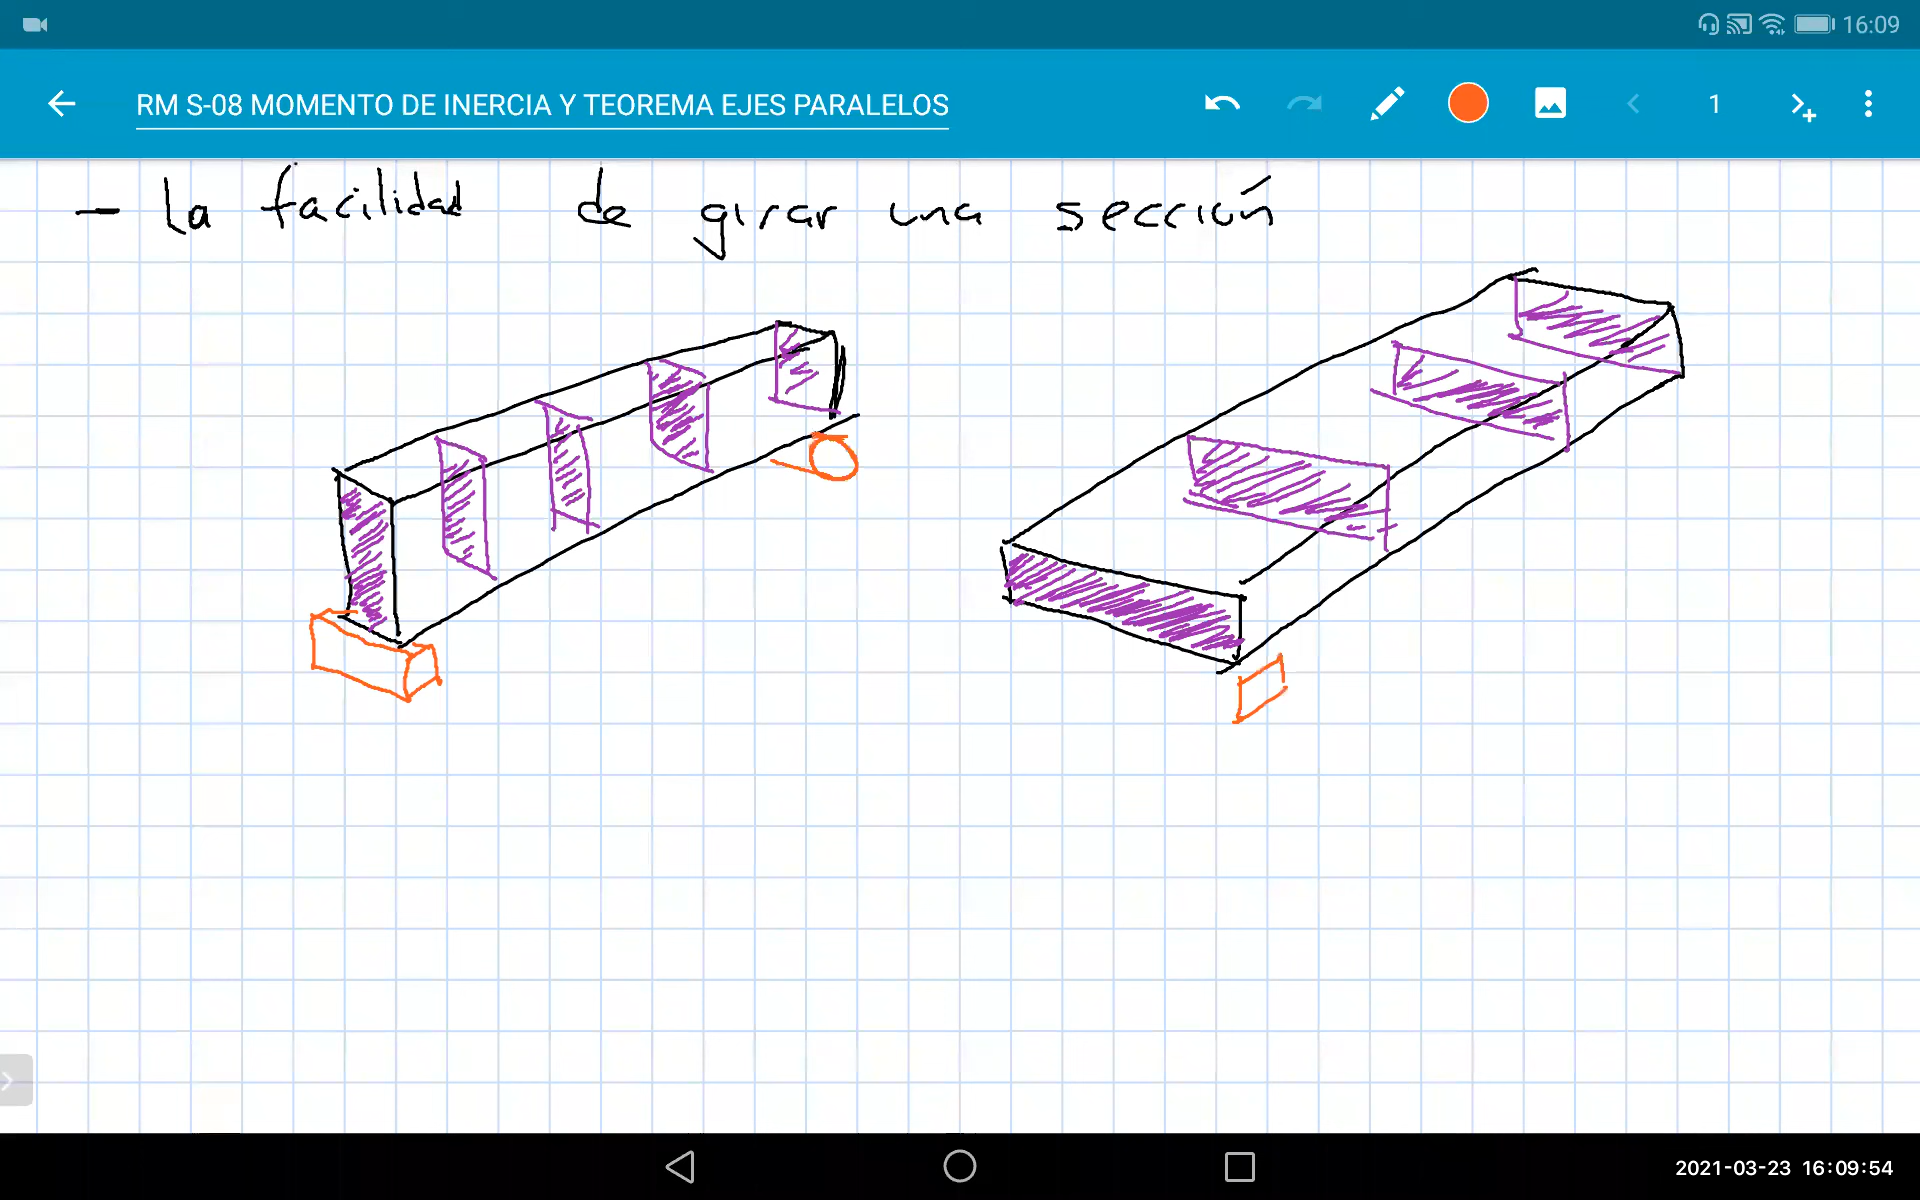 16:09
RM S-08 MOMENTO DE INERCIA Y TEOREMA EJES PARALELOS
1
- La facilidad de girar una sección
2021-03-23 16:09:54